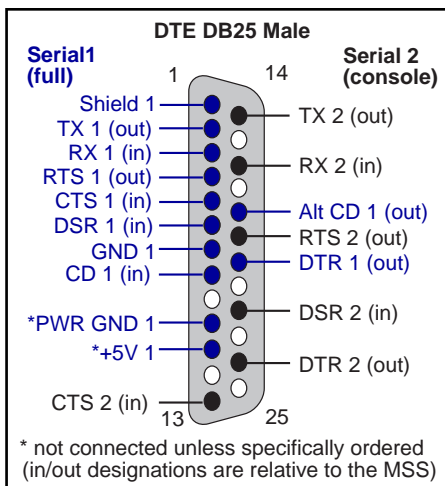 DTE DB25 Male
Serial1
(full)
Serial 2
(console)
1
14
Shield 1
TX 1 (out)
RX 1 (in)
RTS 1 (out)
CTS 1 (in)
DSR 1 (in)
GND 1
CD 1 (in)
*PWR GND 1
*+5V 1
CTS 2 (in)
13
TX 2 (out)
RX 2 (in)
Alt CD 1 (out)
RTS 2 (out)
DTR 1 (out)
DSR 2 (in)
DTR 2 (out)
25
* not connected unless specifically ordered
(in/out designations are relative to the MSS)